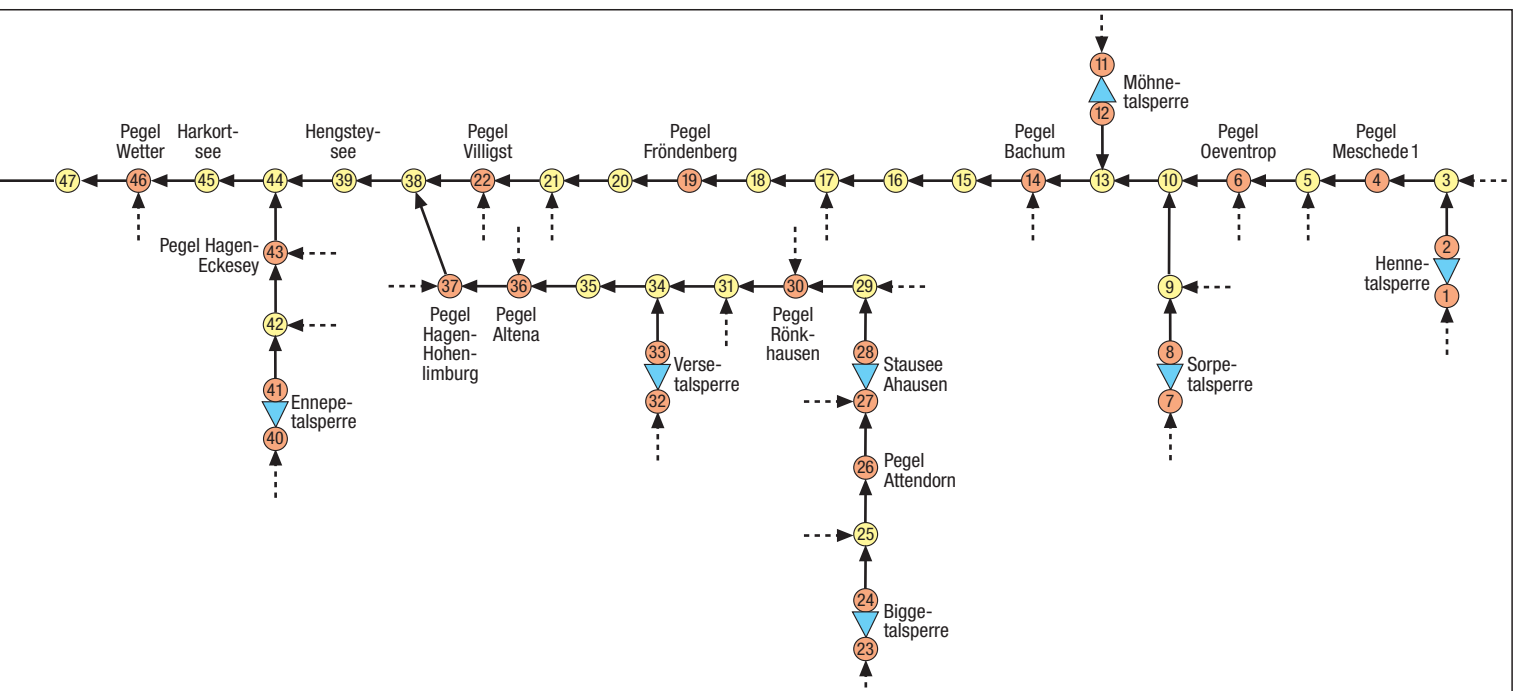 11
Möhne-
talsperre
12
Pegel
Wetter
Harkort-
see
Hengstey-
see
Pegel
Villigst
Pegel
Fröndenberg
Pegel
Bachum
Pegel
Oeventrop
Pegel
Meschede 1
47
46
45
44
39
38
22
21
20
19
18
17
16
15
14
13
10
6
5
4
3
Pegel Hagen-
Eckesey
43
42
41
Ennepe-
talsperre
40
37
36
35
34
31
30
29
Pegel
Hagen-
Hohen-
limburg
Pegel
Altena
Pegel
Rönk-
hausen
33
Verse-
talsperre
32
28
Stausee
Ahausen
27
26
Pegel
Attendorn
25
24
Bigge-
talsperre
23
9
8
Sorpe-
talsperre
7
2
Henne-
talsperre
1